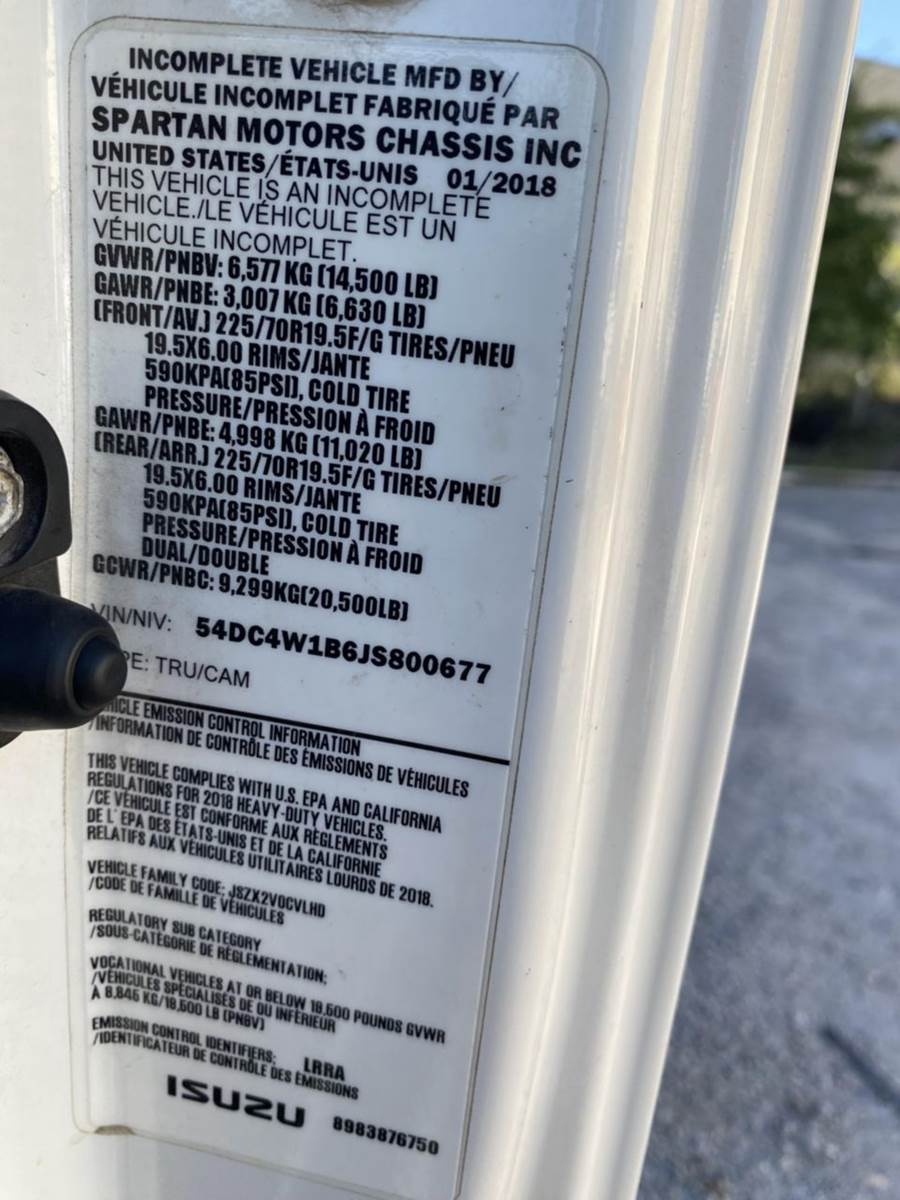 INCOMPLETE VEHICLE MFD BY/
VÉHICULE INCOMPLET FABRIQUÉ PAR
SPARTAN MOTORS CHASSIS INC
UNITED STATES/ÉTATS-UNIS 01/2018
THIS VEHICLE IS AN INCOMPLETE
VEHICLE./LE VÉHICULE EST UN
VÉHICULE INCOMPLET.
GVWR/PNBV: 6,577 KG (14,500 LB)
GAWR/PNBE: 3,007 KG (6,630 LB)
(FRONT/AV.) 225/70R19.5F/G TIRES/PNEU
19.5X6.00 RIMS/JANTE
590KPA(85PSI), COLD TIRE
PRESSURE/PRESSION À FROID
GAWR/PNBE: 4,998 KG (11,020 LB)
(REAR/ARR.) 225/70R19.5F/G TIRES/PNEU
19.5X6.00 RIMS/JANTE
590KPA(85PSI), COLD TIRE
PRESSURE/PRESSION À FROID
DUAL/DOUBLE
GCWR/PNBC: 9,299KG(20,500LB)
VIN/NIV: 54DC4W1B6JS800677
PE: TRU/CAM
HICLE EMISSION CONTROL INFORMATION
/INFORMATION DE CONTRÔLE DES ÉMISSIONS DE VÉHICULES
THIS VEHICLE COMPLIES WITH U.S. EPA AND CALIFORNIA
REGULATIONS FOR 2018 HEAVY-DUTY VEHICLES.
/CE VÉHICULE EST CONFORME AUX RÈGLEMENTS
DE L' EPA DES ÉTATS-UNIS ET DE LA CALIFORNIE
RELATIFS AUX VÉHICULES UTILITAIRES LOURDS DE 2018.
VEHICLE FAMILY CODE: JSZX2VOCVLHD
/CODE DE FAMILLE DE VÉHICULES
REGULATORY SUB CATEGORY
/SOUS-CATÉGORIE DE RÉGLEMENTATION:
VOCATIONAL VEHICLES AT OR BELOW 19,500 POUNDS GVWR
/VÉHICULES SPÉCIALISÉS DE OU INFÉRIEUR
À 8,845 KG/19,500 LB (PNBV)
EMISSION CONTROL IDENTIFIERS: LRRA
/IDENTIFICATEUR DE CONTRÔLE DES ÉMISSIONS
ISUZU 8983876750